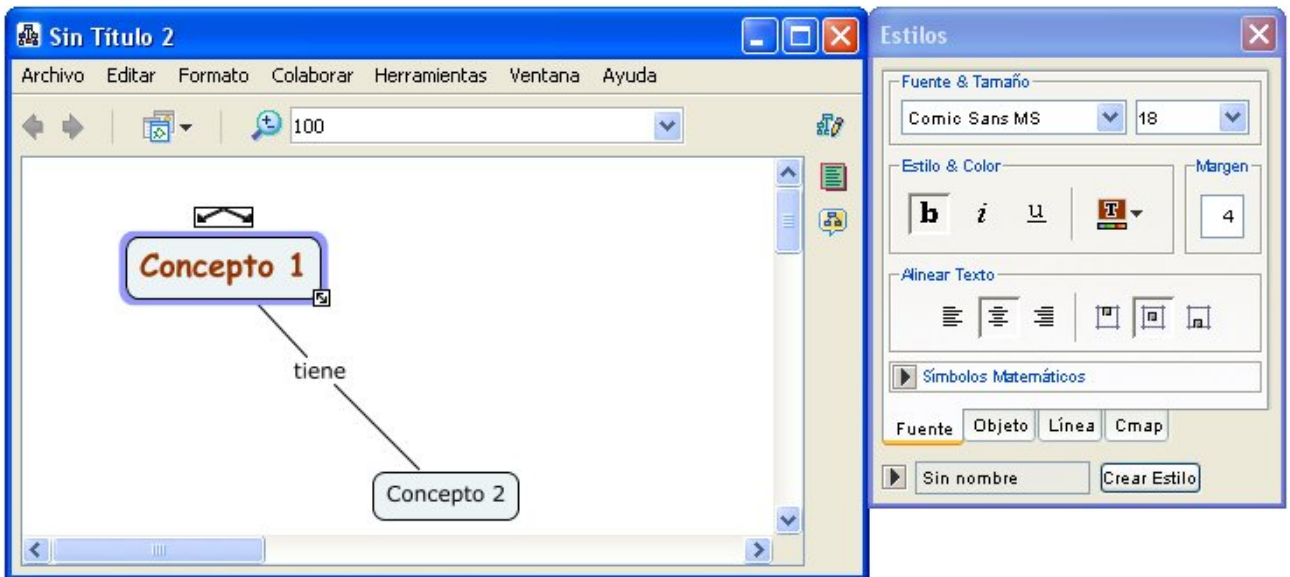 Sin Título 2
Archivo Editar Formato Colaborar Herramientas Ventana Ayuda
100
Concepto 1
tiene
Concepto 2
Estilos
Fuente & Tamaño
Comic Sans MS 18
Estilo & Color Margen
b i u T 4
Alinear Texto
Símbolos Matemáticos
Fuente Objeto Línea Cmap
Sin nombre Crear Estilo